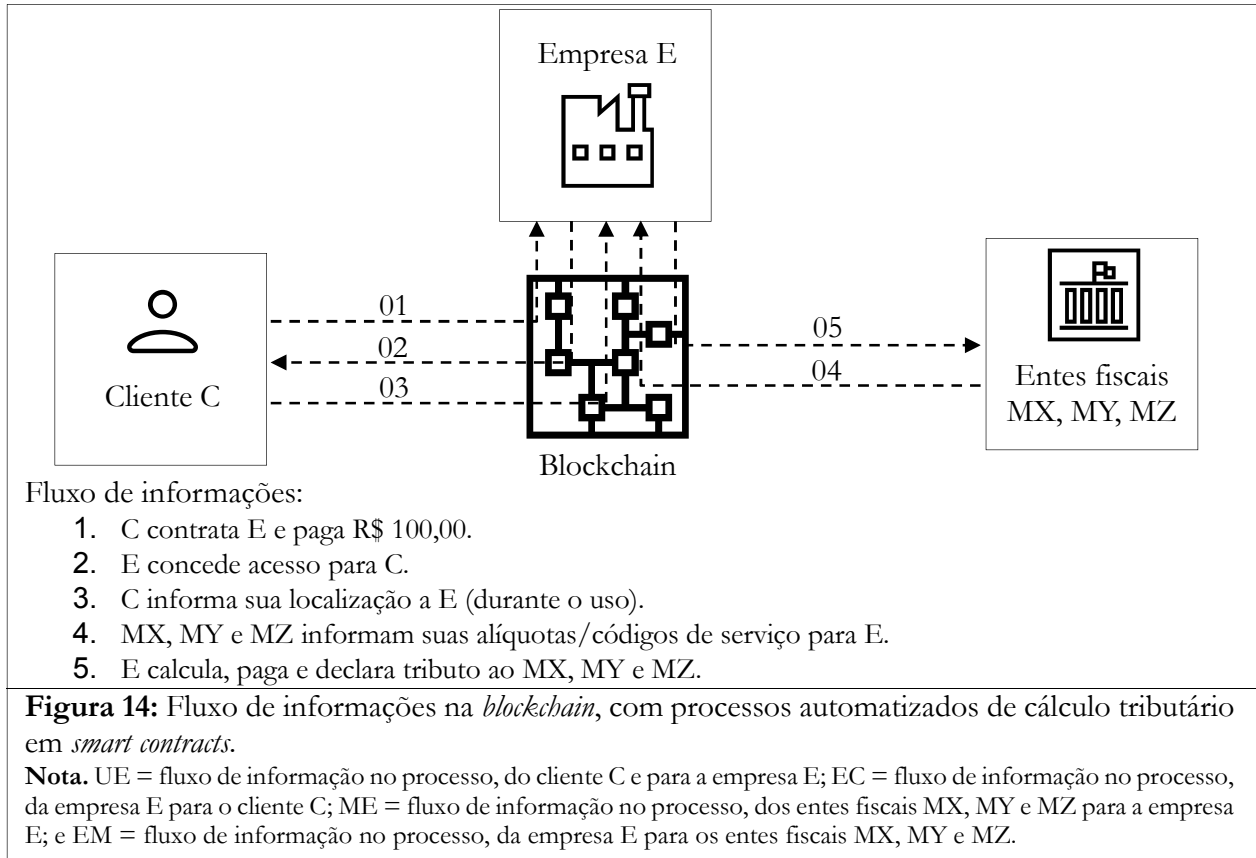 Empresa E
01
02
03
Cliente C
05
04
Entes fiscais
MX, MY, MZ
Blockchain
Fluxo de informações:
1. C contrata E e paga R$ 100,00.
2. E concede acesso para C.
3. C informa sua localização a E (durante o uso).
4. MX, MY e MZ informam suas alíquotas/códigos de serviço para E.
5. E calcula, paga e declara tributo ao MX, MY e MZ.
Figura 14: Fluxo de informações na blockchain, com processos automatizados de cálculo tributário
em smart contracts.
Nota. UE = fluxo de informação no processo, do cliente C e para a empresa E; EC = fluxo de informação no processo,
da empresa E para o cliente C; ME = fluxo de informação no processo, dos entes fiscais MX, MY e MZ para a empresa
E; e EM = fluxo de informação no processo, da empresa E para os entes fiscais MX, MY e MZ.